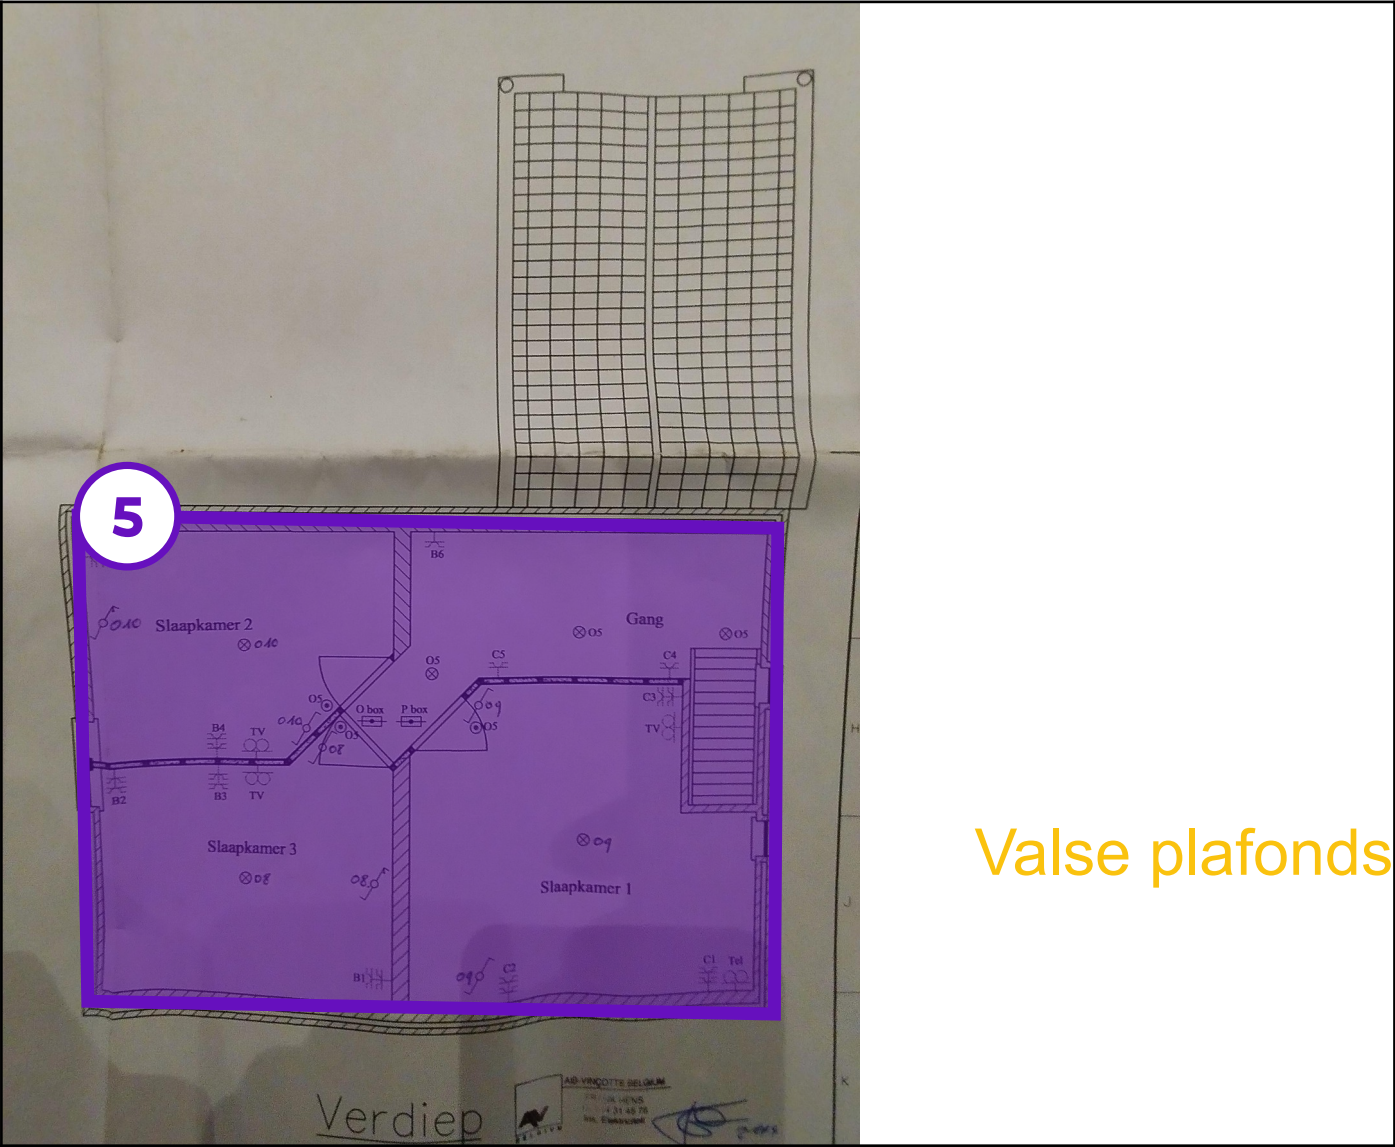 5
B6
O10
Slaapkamer 2
O10
Gang
O5
O5
O5
C5
C4
C3
O5
O9
O box
P box
O10
O5
O5
TV
B4
TV
O8
B2
B3
TV
Valse plafonds
O9
Slaapkamer 3
O8
O8
Slaapkamer 1
B1
O9
C2
C1
Tel
H
J
K
Verdiep
AIB-VINÇOTTE BELGIUM